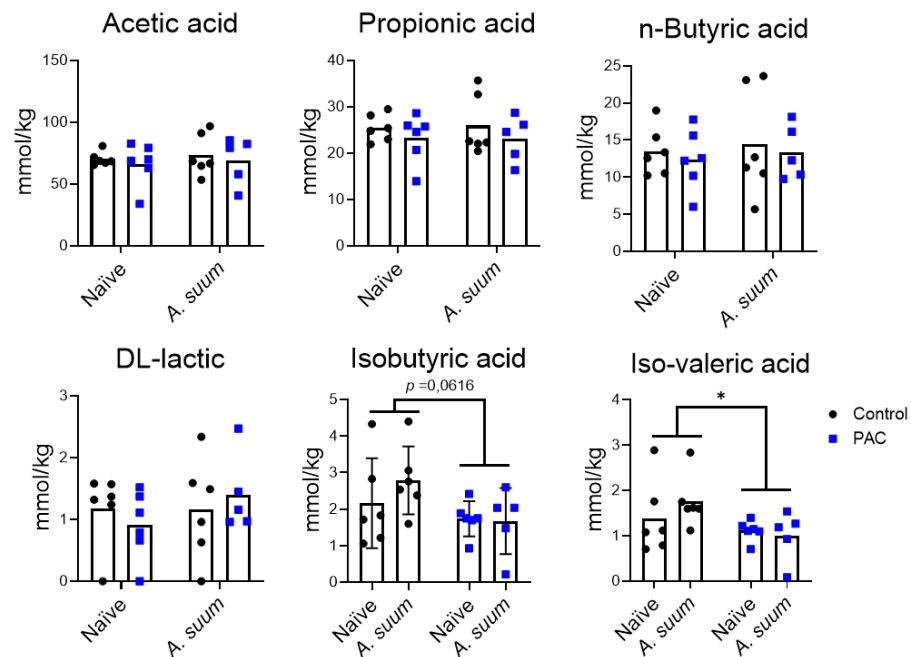 Acetic acid
mmol/kg
150
100
50
0
Naïve
A. suum
Propionic acid
mmol/kg
40
30
20
10
0
Naïve
A. suum
n-Butyric acid
mmol/kg
25
20
15
10
5
0
Naïve
A. suum
DL-lactic
mmol/kg
3
2
1
0
Naïve
A. suum
Isobutyric acid
p =0,0616
mmol/kg
5
4
3
2
1
0
Naïve
A. suum
Naïve
A. suum
Iso-valeric acid
*
mmol/kg
4
3
2
1
0
Naïve
A. suum
Naïve
A. suum
Control
PAC